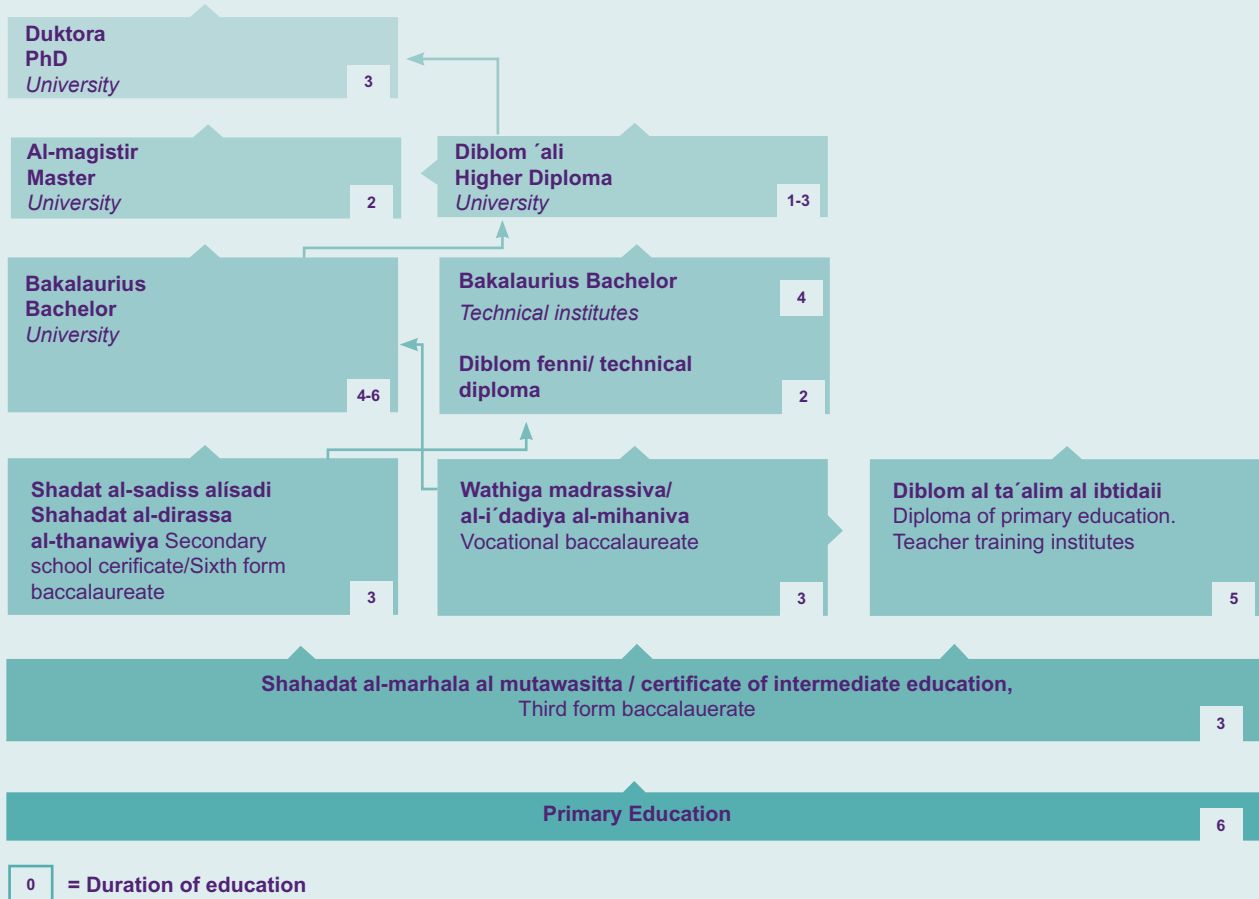 Duktora
PhD
University
3
Al-magistir
Master
University
2
Diblom ´ali
Higher Diploma
University
1-3
Bakalaurius
Bachelor
University
4-6
Bakalaurius Bachelor
4
Technical institutes
Diblom fenni/ technical
diploma
2
Shadat al-sadiss alísadi
Shahadat al-dirassa
al-thanawiya Secondary
school cerificate/Sixth form
baccalaureate
3
Wathiga madrassiva/
al-i´dadiya al-mihaniva
Vocational baccalaureate
3
Diblom al ta´alim al ibtidaii
Diploma of primary education.
Teacher training institutes
5
Shahadat al-marhala al mutawasitta / certificate of intermediate education,
Third form baccalauerate
3
Primary Education
6
0 = Duration of education